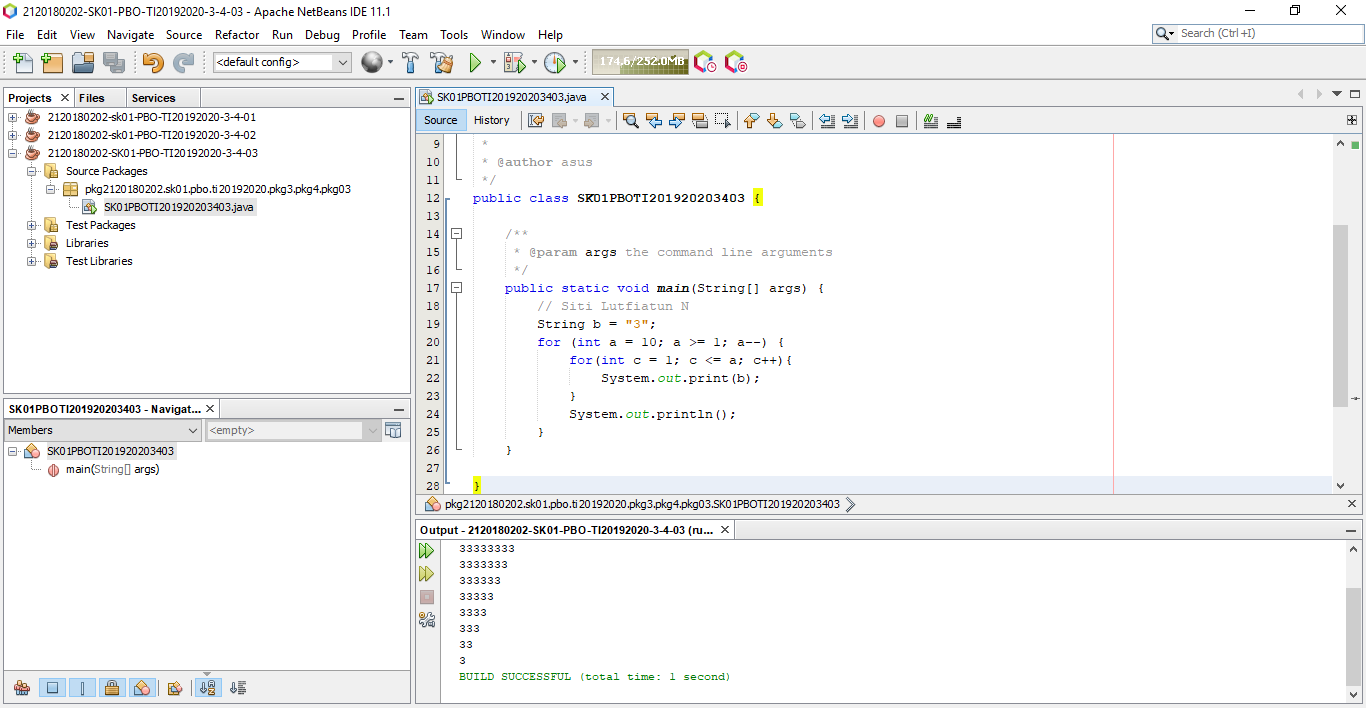 2120180202-SK01-PBO-TI20192020-3-4-03 - Apache NetBeans IDE 11.1
File Edit View Navigate Source Refactor Run Debug Profile Team Tools Window Help
Search (Ctrl+I)
<default config>
174.6/252.0MB
Projects Files Services
2120180202-sk01-PBO-TI20192020-3-4-01
2120180202-sk01-PBO-TI20192020-3-4-02
2120180202-SK01-PBO-TI20192020-3-4-03
Source Packages
pkg2120180202.sk01.pbo.ti20192020.pkg3.pkg4.pkg03
SK01PBOTI201920203403.java
Test Packages
Libraries
Test Libraries
SK01PBOTI201920203403 - Navigat...
Members
<empty>
SK01PBOTI201920203403
main(String[] args)
SK01PBOTI201920203403.java
Source History
9 *
10 * @author asus
11 */
12 public class SK01PBOTI201920203403 {
13
14 /**
15 * @param args the command line arguments
16 */
17 public static void main(String[] args) {
18 // Siti Lutfiatun N
19 String b = "3";
20 for (int a = 10; a >= 1; a--) {
21 for(int c = 1; c <= a; c++){
22 System.out.print(b);
23 }
24 System.out.println();
25 }
26 }
27
28 }
pkg2120180202.sk01.pbo.ti20192020.pkg3.pkg4.pkg03.SK01PBOTI201920203403
Output - 2120180202-SK01-PBO-TI20192020-3-4-03 (ru...
33333333
3333333
333333
33333
3333
333
33
3
BUILD SUCCESSFUL (total time: 1 second)